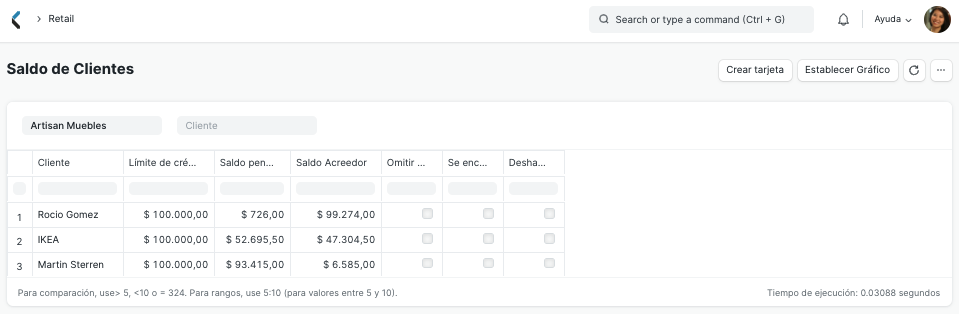 Retail
Search or type a command (Ctrl + G)
Ayuda
Saldo de Clientes
Crear tarjeta
Establecer Gráfico
Artisan Muebles
Cliente
Cliente Límite de cré... Saldo pen... Saldo Acreedor Omitir ... Se enc... Desha...
1 Rocio Gomez $ 100.000,00 $ 726,00 $ 99.274,00
2 IKEA $ 100.000,00 $ 52.695,50 $ 47.304,50
3 Martin Sterren $ 100.000,00 $ 93.415,00 $ 6.585,00
Para comparación, use> 5, <10 o = 324. Para rangos, use 5:10 (para valores entre 5 y 10).
Tiempo de ejecución: 0.03088 segundos